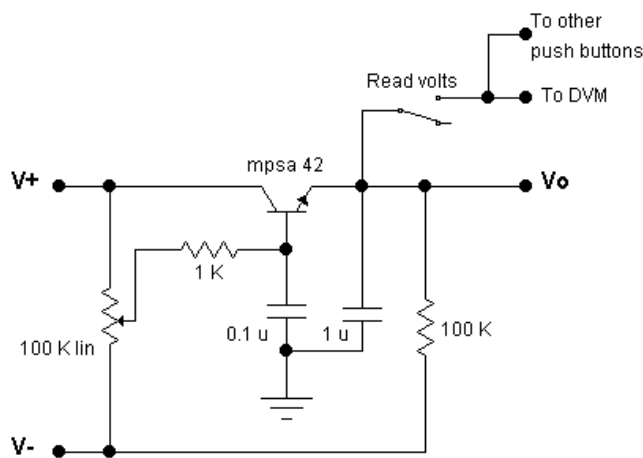 To other
push buttons
Read volts
To DVM
mpsa 42
V+
Vo
1 K
100 K lin
0.1 u
1 u
100 K
V-